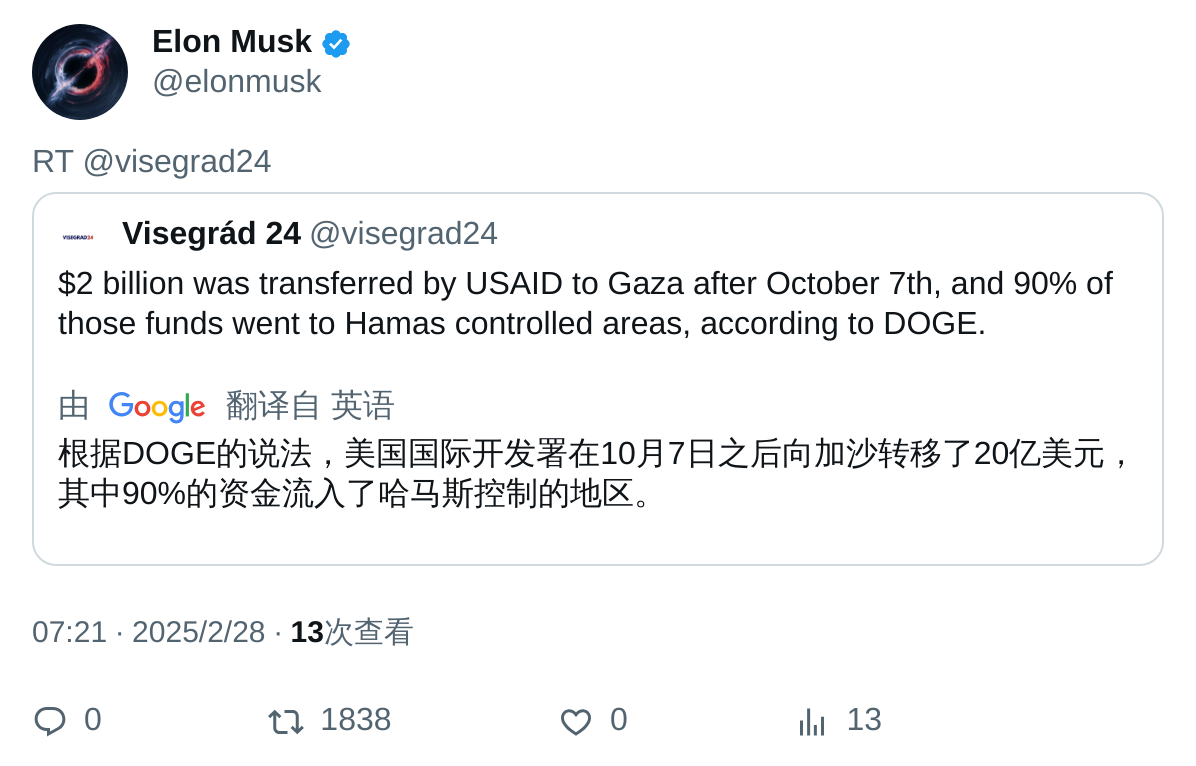 Elon Musk
@elonmusk
RT @visegrad24
VISEGRAD24 Visegrád 24 @visegrad24
$2 billion was transferred by USAID to Gaza after October 7th, and 90% of
those funds went to Hamas controlled areas, according to DOGE.
由 Google 翻译自 英语
根据DOGE的说法，美国国际开发署在10月7日之后向加沙转移了20亿美元，
其中90%的资金流入了哈马斯控制的地区。
07:21 · 2025/2/28 · 13次查看
0 1838 0 13